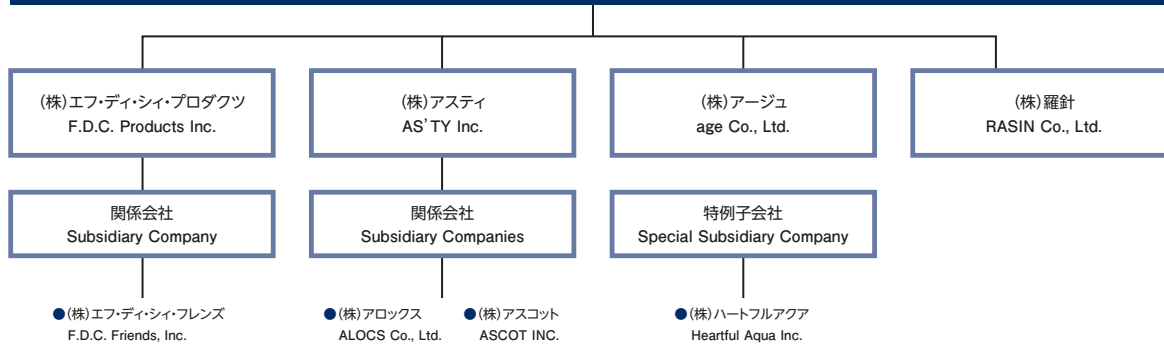 (株)エフ・ディ・シィ・プロダクツ
F.D.C. Products Inc.
(株)アスティ
AS'TY Inc.
(株)アージュ
age Co., Ltd.
(株)羅針
RASIN Co., Ltd.
関係会社
Subsidiary Company
関係会社
Subsidiary Companies
特例子会社
Special Subsidiary Company
●(株)エフ・ディ・シィ・フレンズ
F.D.C. Friends, Inc.
●(株)アロックス
ALOCS Co., Ltd.
●(株)アスコット
ASCOT INC.
●(株)ハートフルアクア
Heartful Aqua Inc.